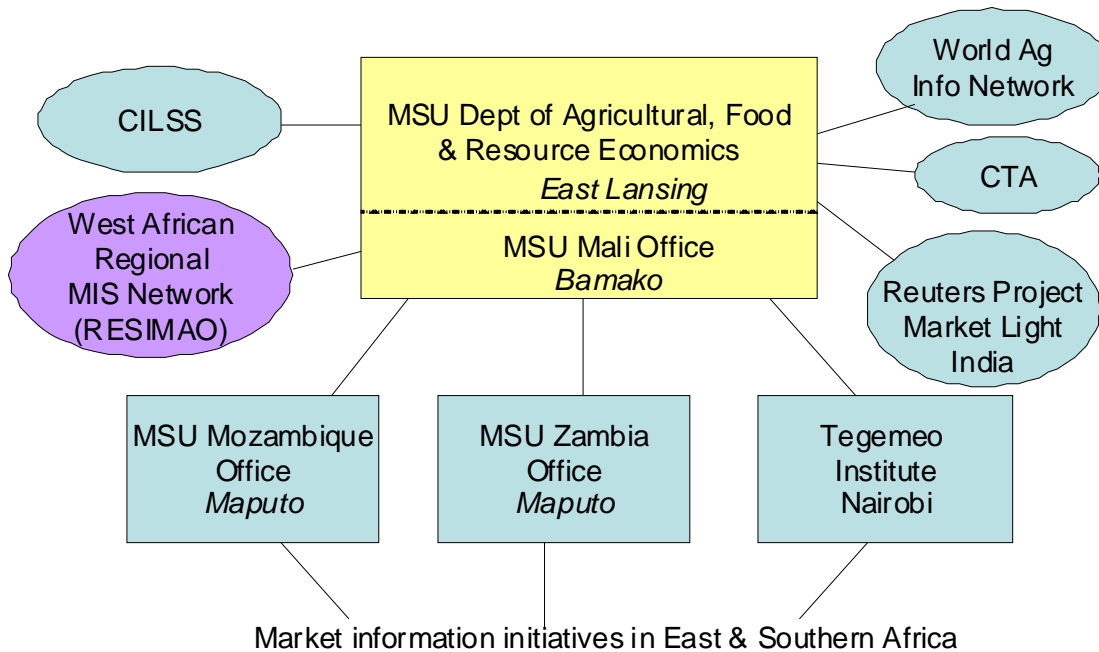 CILSS
West African
Regional
MIS Network
(RESIMAO)
MSU Dept of Agricultural, Food
& Resource Economics
East Lansing
MSU Mali Office
Bamako
World Ag
Info Network
CTA
Reuters Project
Market Light
India
MSU Mozambique
Office
Maputo
MSU Zambia
Office
Maputo
Tegemeo
Institute
Nairobi
Market information initiatives in East & Southern Africa